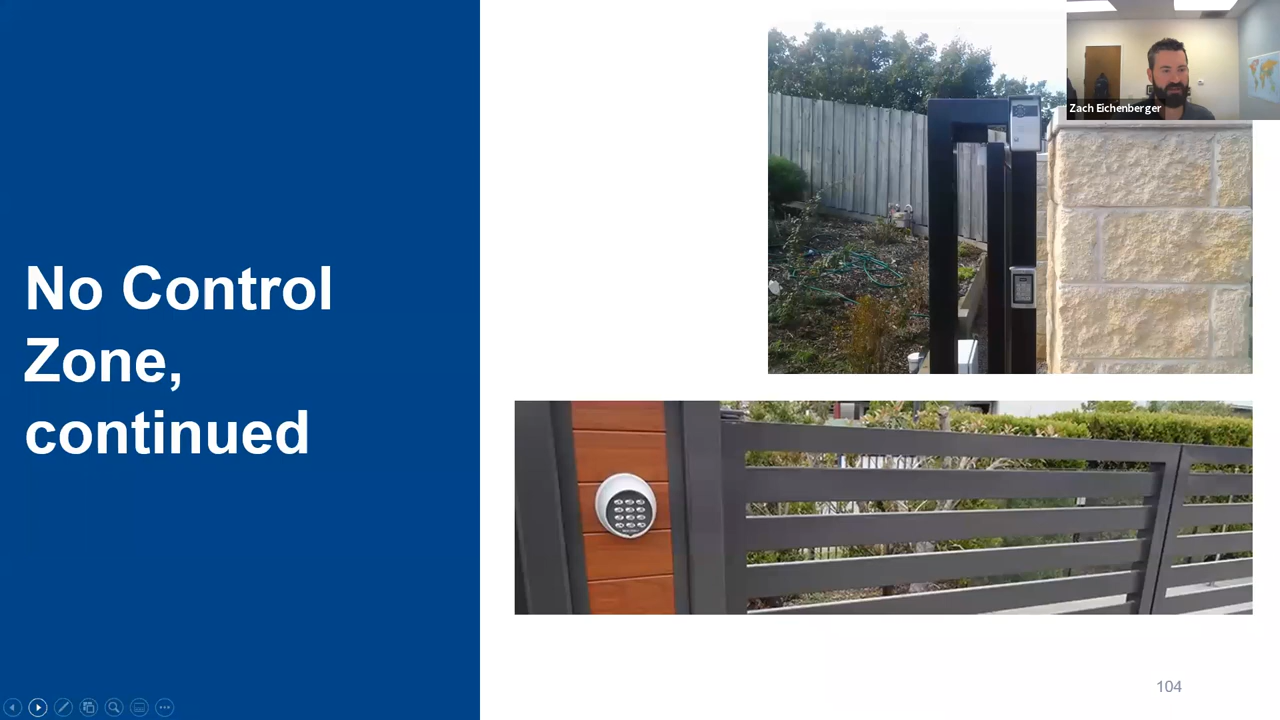 No Control
Zone,
continued
Zach Eichenberger
104